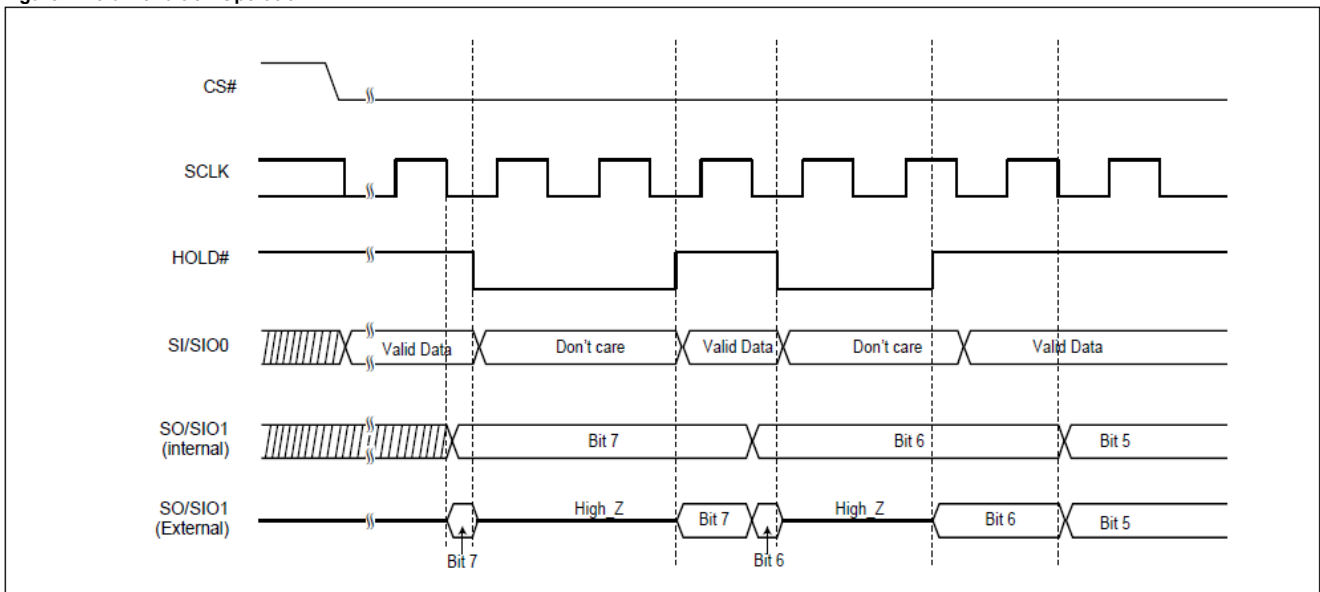 CS#
SCLK
HOLD#
SI/SIO0 Valid Data Don't care Valid Data Don't care Valid Data
SO/SIO1
(internal) Bit 7 Bit 6 Bit 5
SO/SIO1
(External) High_Z Bit 7 High_Z Bit 6 Bit 5
Bit 7 Bit 6